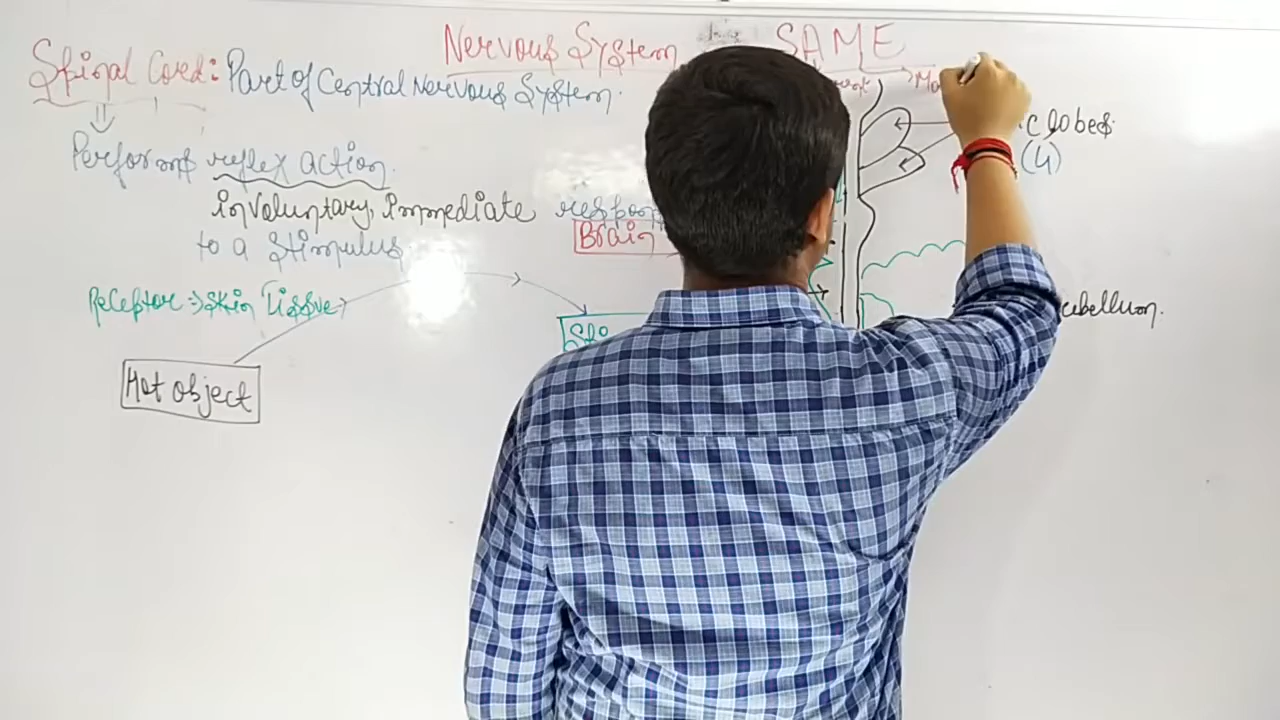 Nervous System
SAME
Spinal Cord: Part of Central Nervous System.
Performs reflex action.
involuntary, immediate
to a stimulus
Brain
Receptor → Skin Tissue
Hot object
lobes
(4)